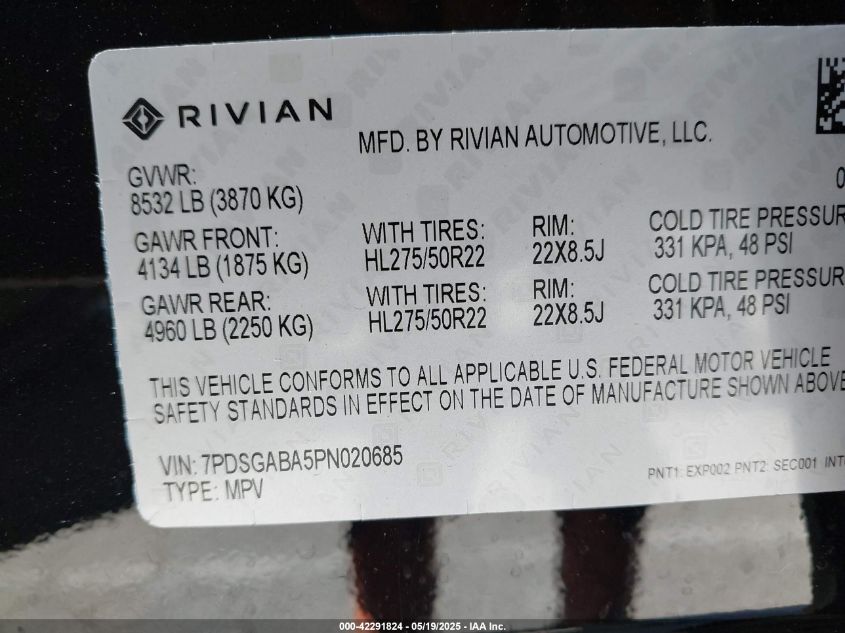 RIVIAN
MFD. BY RIVIAN AUTOMOTIVE, LLC.
GVWR:
8532 LB (3870 KG)
GAWR FRONT: WITH TIRES: RIM: COLD TIRE PRESSUR
4134 LB (1875 KG) HL275/50R22 22X8.5J 331 KPA, 48 PSI
GAWR REAR: WITH TIRES: RIM: COLD TIRE PRESSUR
4960 LB (2250 KG) HL275/50R22 22X8.5J 331 KPA, 48 PSI
THIS VEHICLE CONFORMS TO ALL APPLICABLE U.S. FEDERAL MOTOR VEHICLE
SAFETY STANDARDS IN EFFECT ON THE DATE OF MANUFACTURE SHOWN ABOVE
VIN: 7PDSGABA5PN020685
TYPE: MPV
PNT1: EXP002 PNT2: SEC001 INT
000-42291824 - 05/19/2025 - IAA Inc.